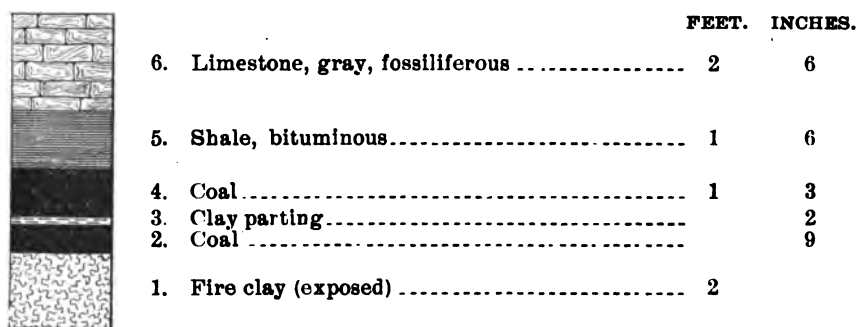 FEET. INCHES.
6. Limestone, gray, fossiliferous 2 6
5. Shale, bituminous 1 6
4. Coal 1 3
3. Clay parting 2
2. Coal 9
1. Fire clay (exposed) 2